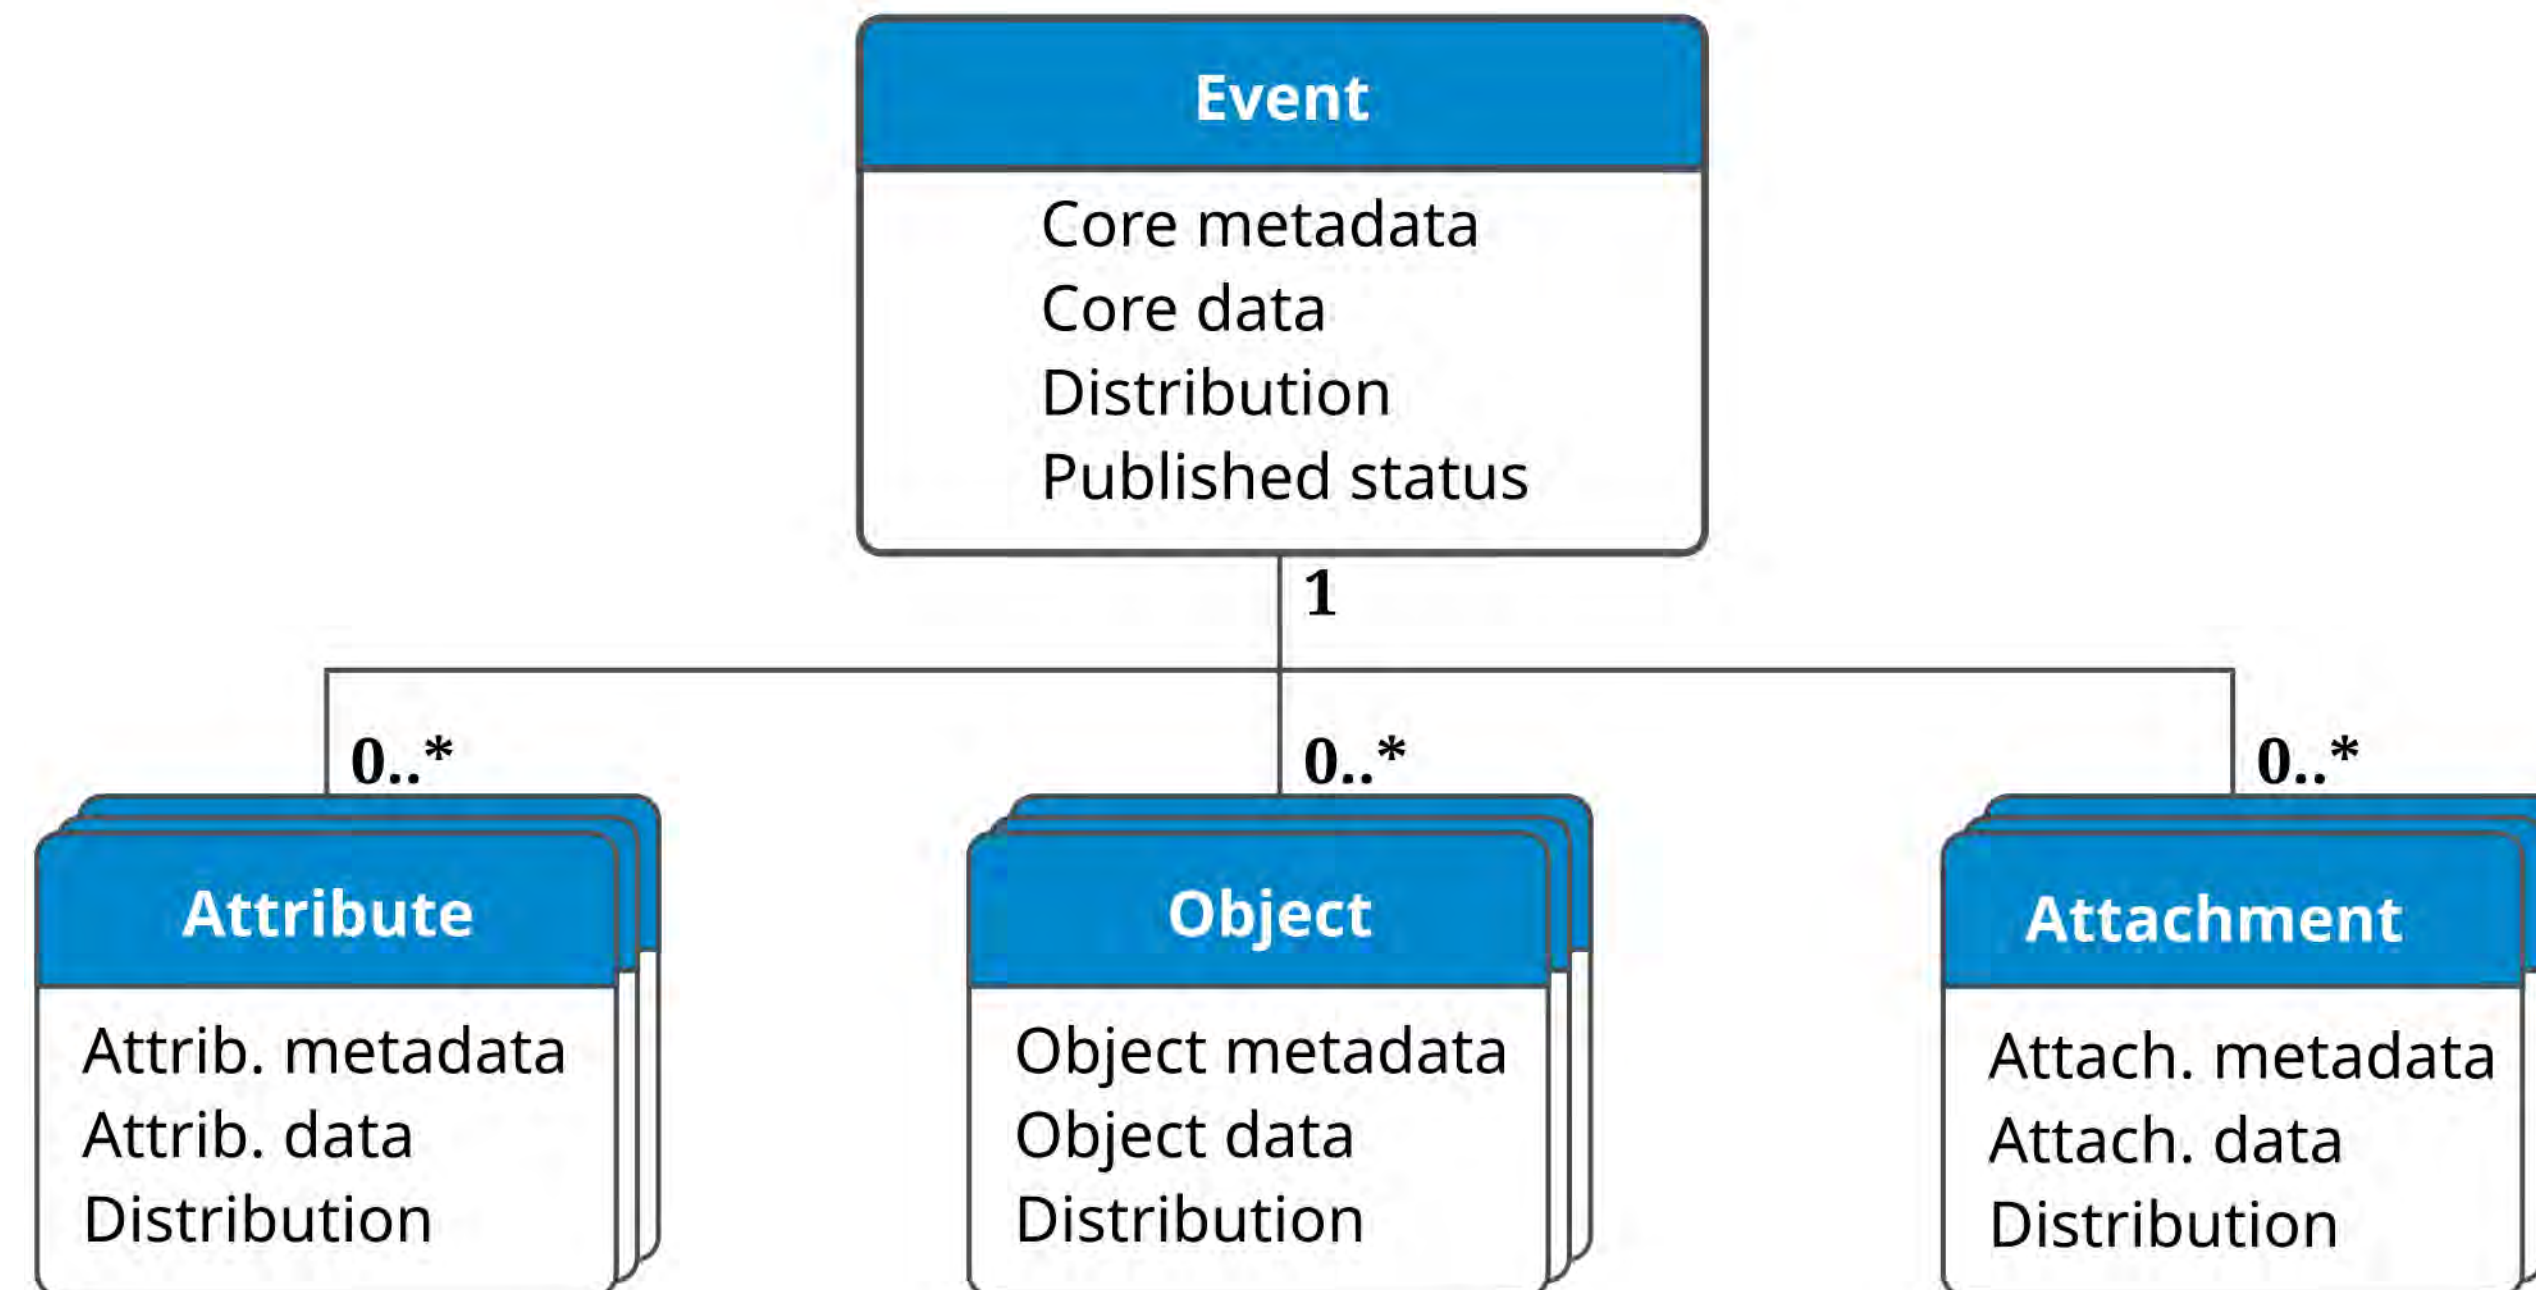 Event
Core metadata
Core data
Distribution
Published status
1
0..*
0..*
0..*
Attribute
Attrib. metadata
Attrib. data
Distribution
Object
Object metadata
Object data
Distribution
Attachment
Attach. metadata
Attach. data
Distribution